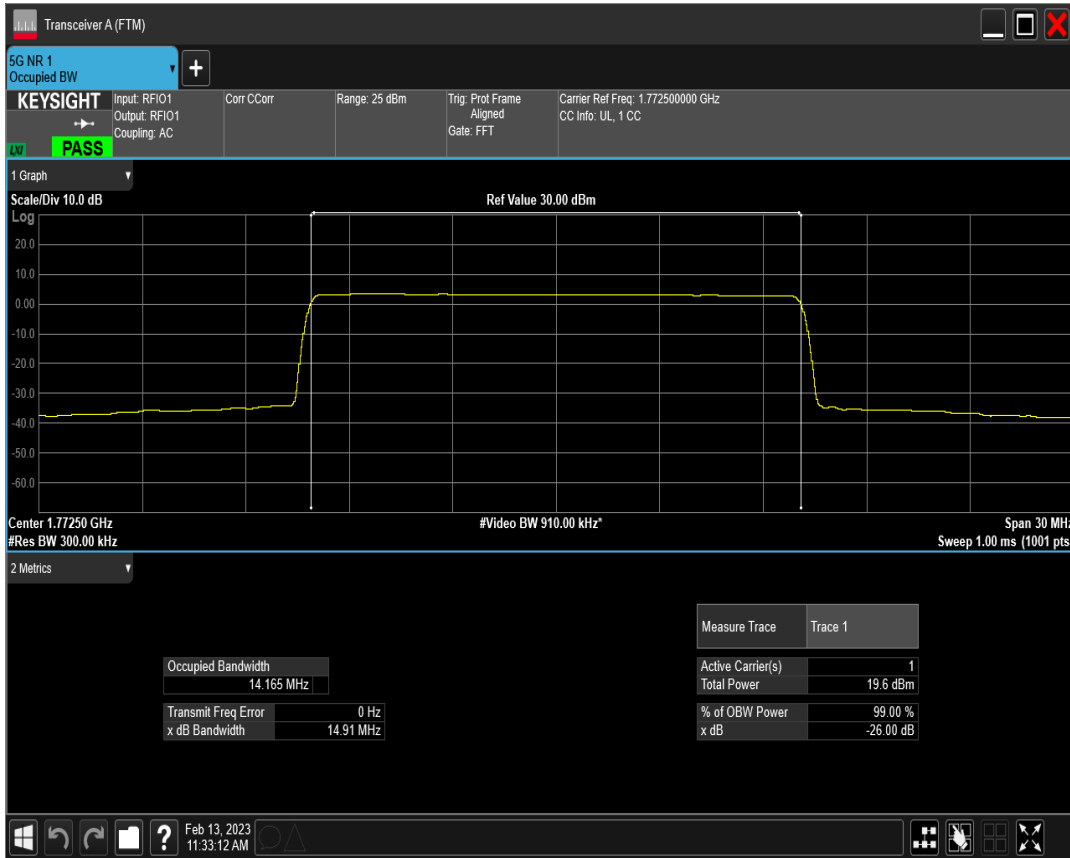 Transceiver A (FTM)
5G NR 1
Occupied BW
+
KEYSIGHT
LXI
PASS
Input: RFIO1
Output: RFIO1
Coupling: AC
Corr CCorr
Range: 25 dBm
Trig: Prot Frame
Aligned
Gate: FFT
Carrier Ref Freq: 1.772500000 GHz
CC Info: UL, 1 CC
1 Graph
Scale/Div 10.0 dB
Ref Value 30.00 dBm
Log
20.0
10.0
0.00
-10.0
-20.0
-30.0
-40.0
-50.0
-60.0
Center 1.77250 GHz
#Video BW 910.00 kHz*
Span 30 MHz
#Res BW 300.00 kHz
Sweep 1.00 ms (1001 pts
2 Metrics
Measure Trace Trace 1
Occupied Bandwidth
14.165 MHz
Active Carrier(s) 1
Total Power 19.6 dBm
Transmit Freq Error 0 Hz
x dB Bandwidth 14.91 MHz
% of OBW Power 99.00 %
x dB -26.00 dB
?
Feb 13, 2023
11:33:12 AM